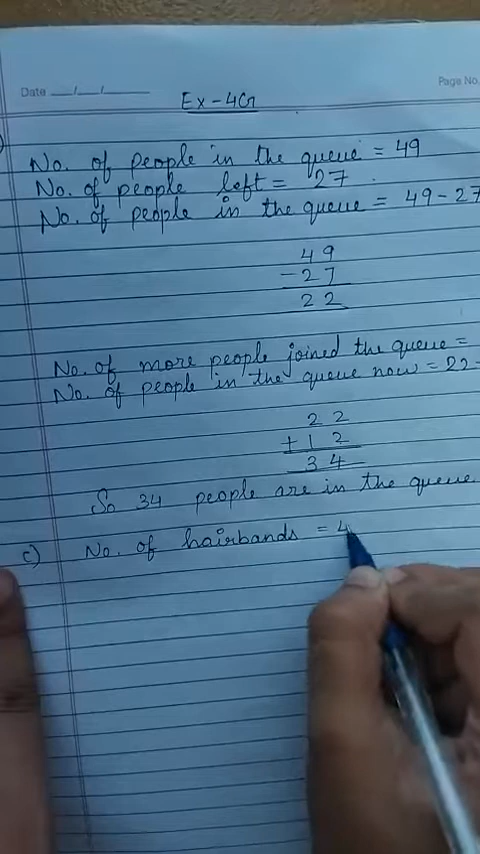 Date __/__/____
Page No.
Ex-4G
No. of people in the queue = 49
No. of people left = 27
No. of people in the queue = 49-27
49
-27
22
No. of more people joined the queue =
No. of people in the queue now = 22
22
+12
34
So 34 people are in the queue
c) No. of hairbands = 4